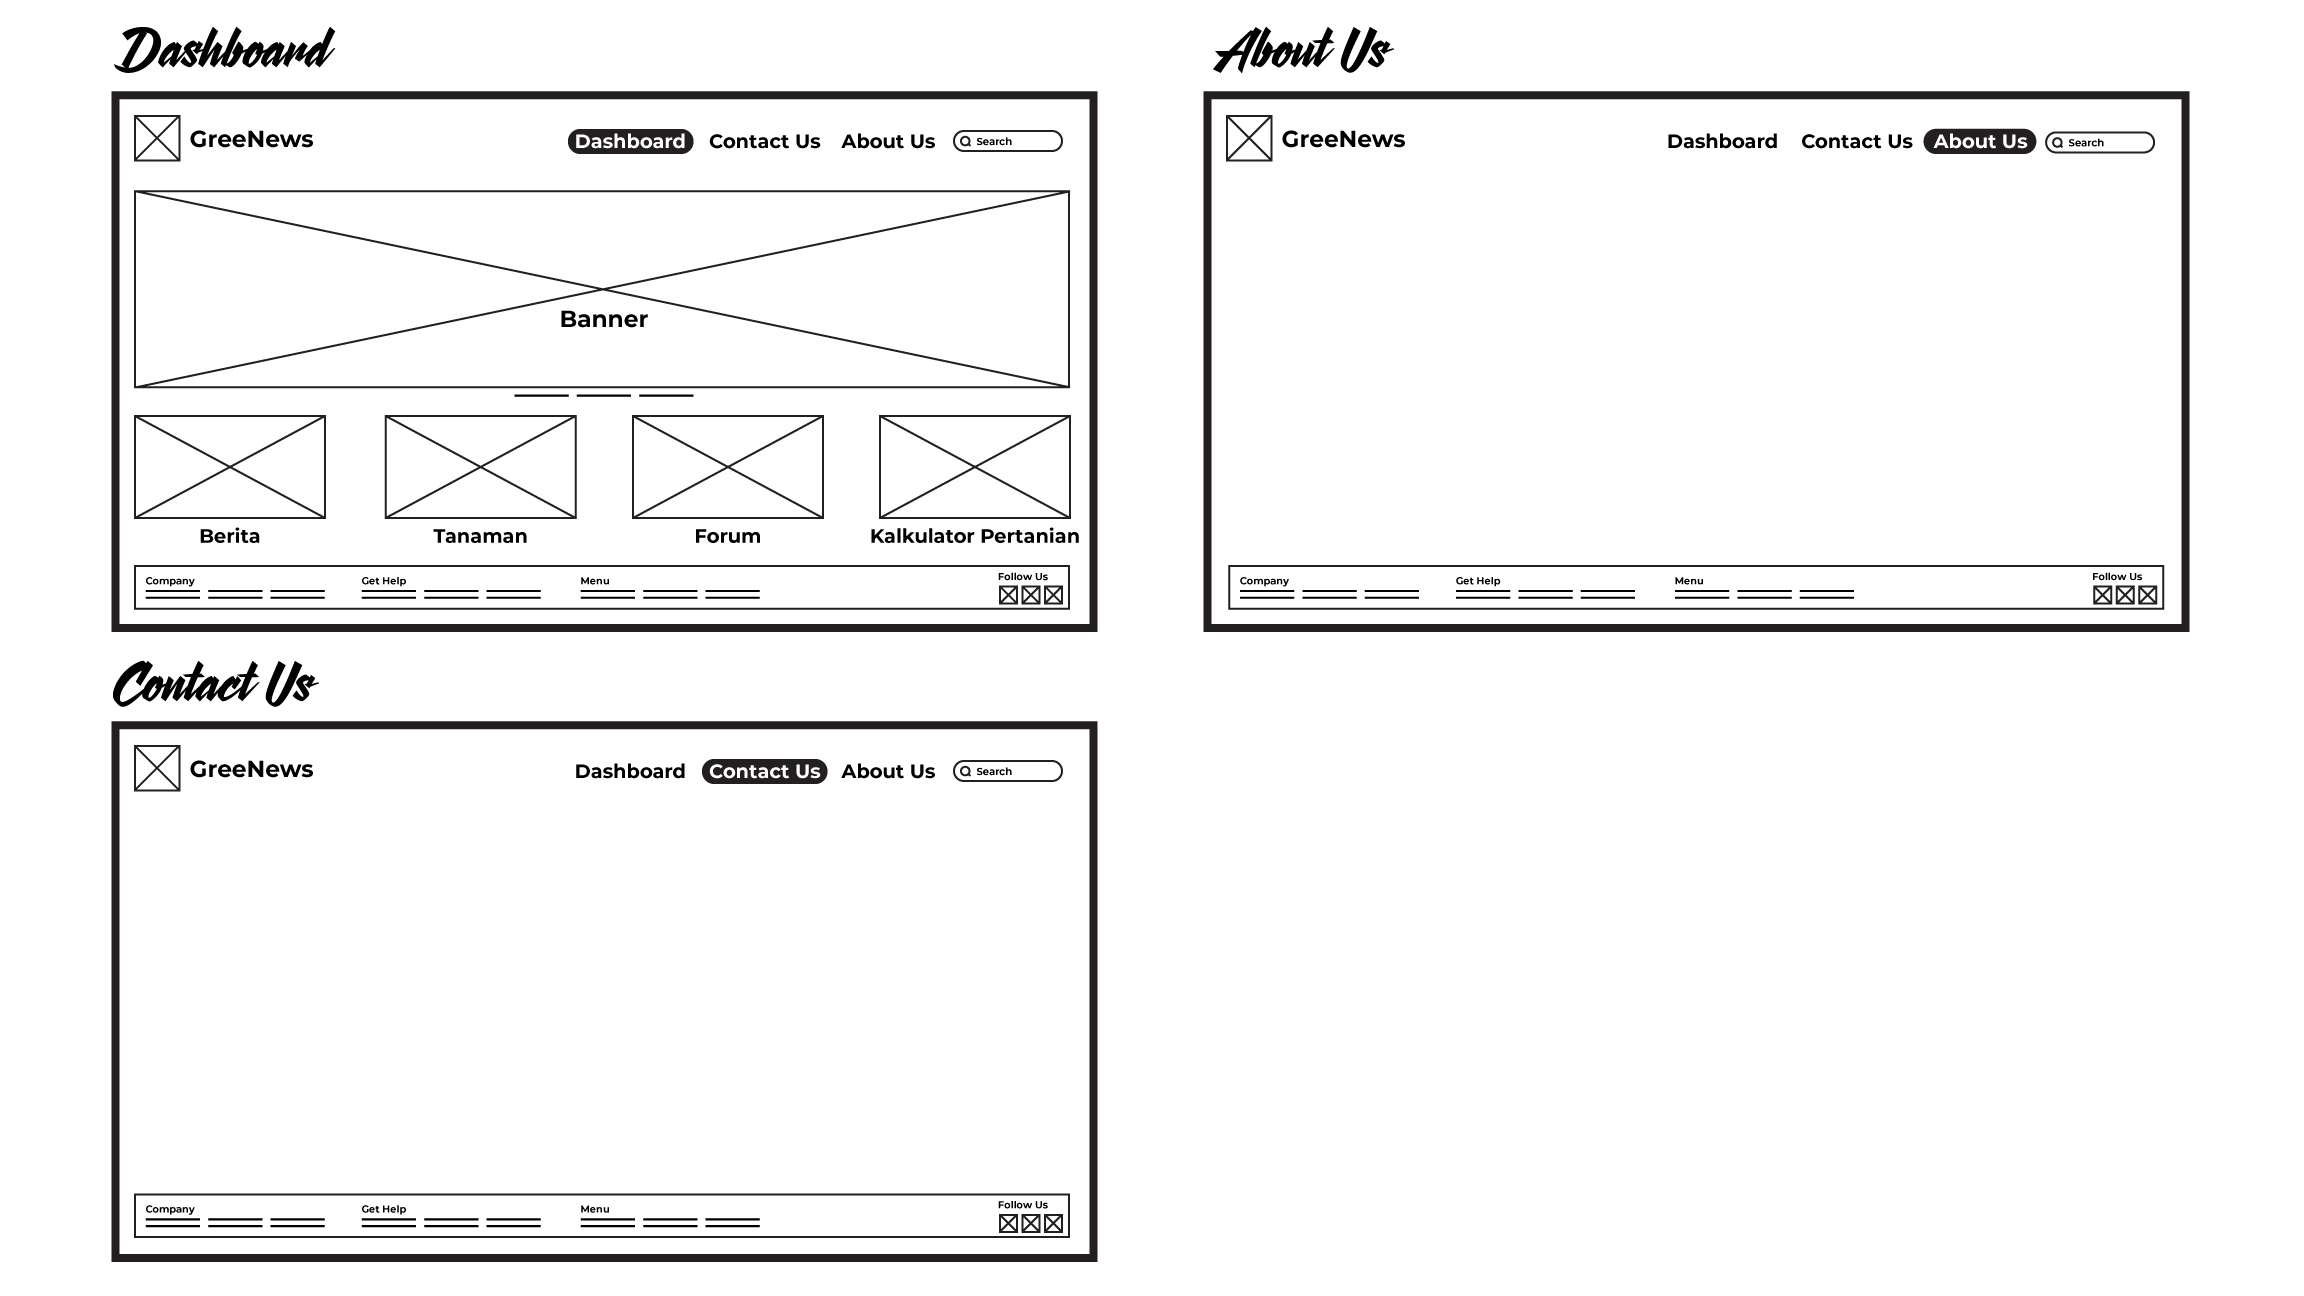 Dashboard
GreeNews
Dashboard Contact Us About Us Search
Banner
Berita Tanaman Forum Kalkulator Pertanian
Company Get Help Menu Follow Us
About Us
GreeNews
Dashboard Contact Us About Us Search
Company Get Help Menu Follow Us
Contact Us
GreeNews
Dashboard Contact Us About Us Search
Company Get Help Menu Follow Us